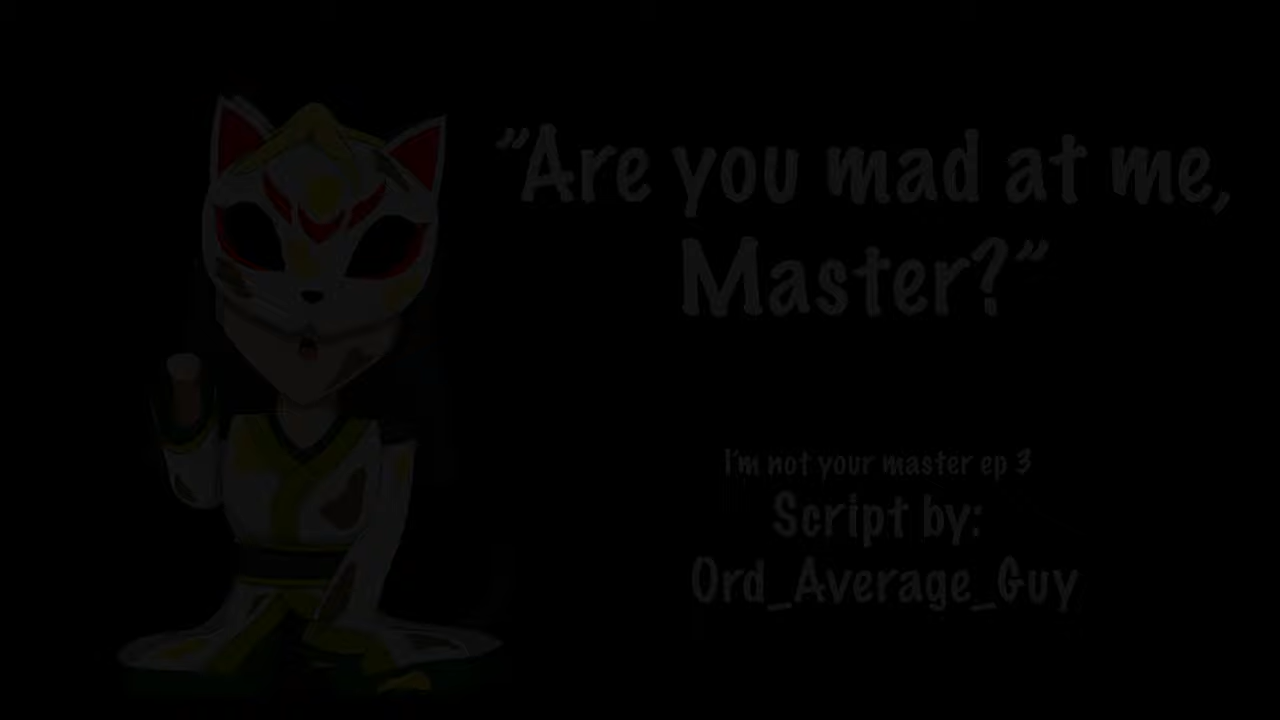 ”Are you mad at me,
Master?”
I'm not your master ep 3
Script by:
Ord_Average_Guy